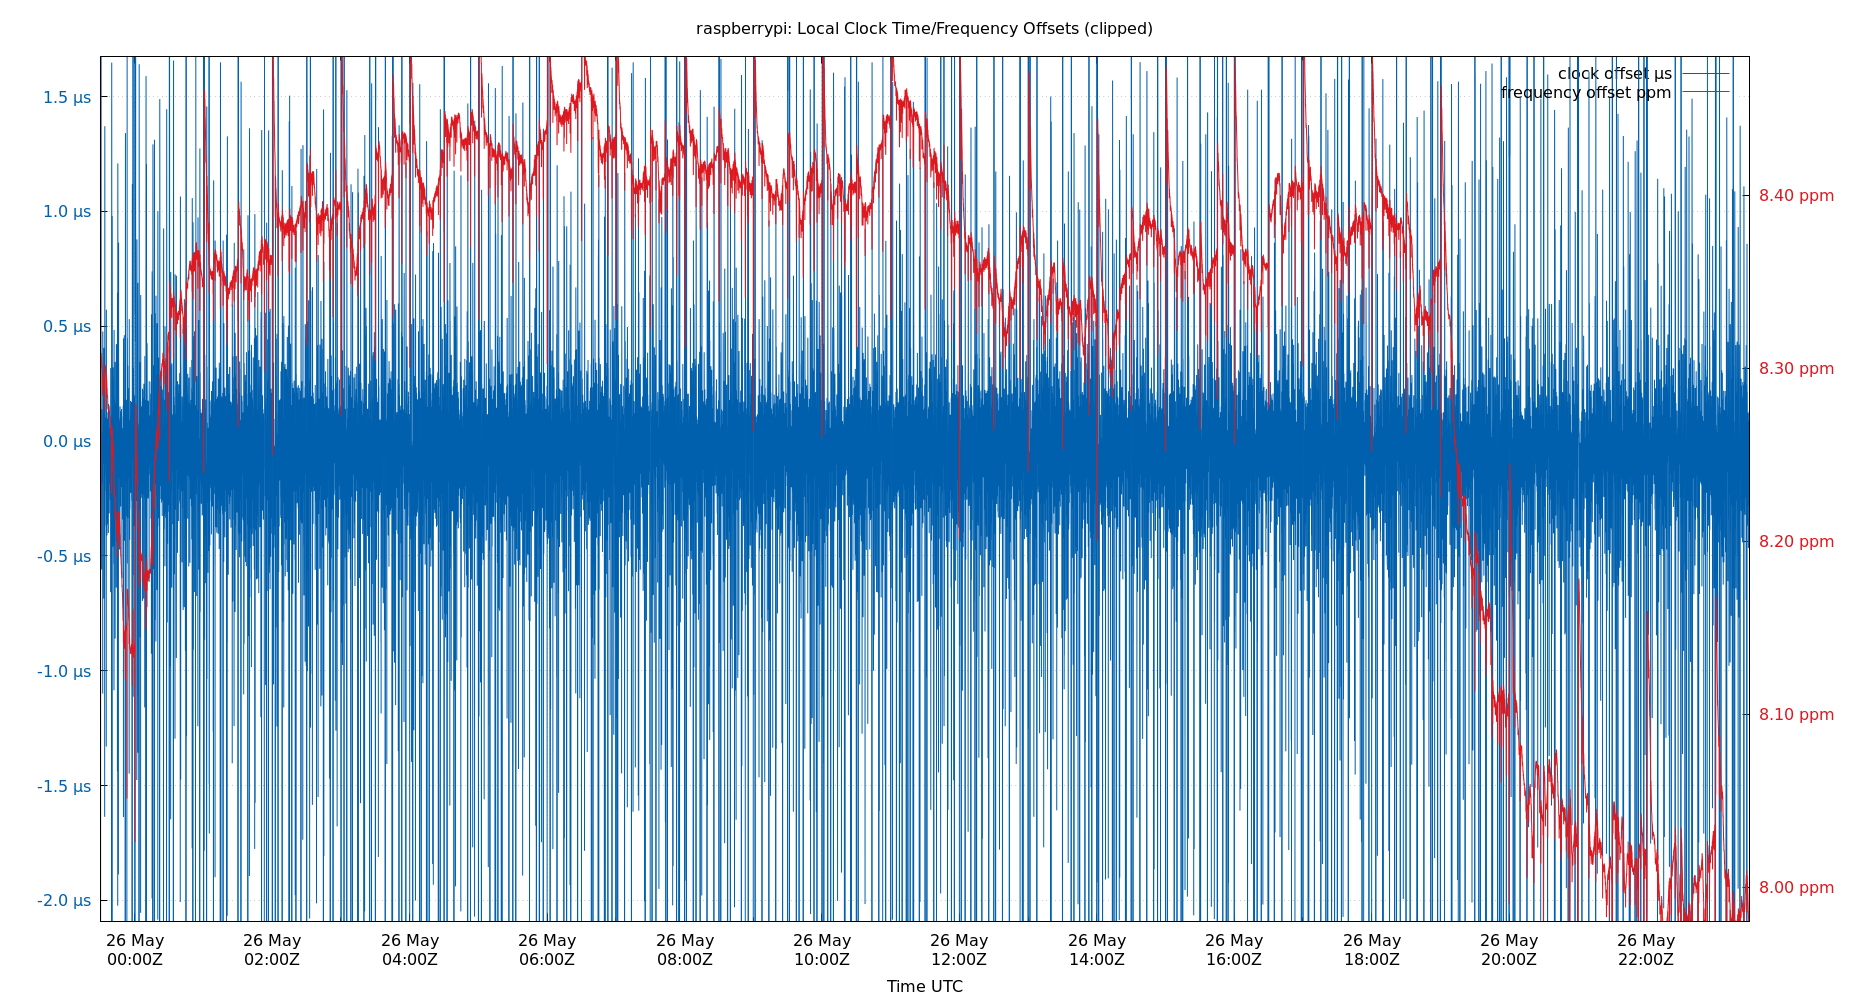 raspberrypi: Local Clock Time/Frequency Offsets (clipped)
clock offset µs
frequency offset ppm
1.5 µs
1.0 µs
0.5 µs
0.0 µs
-0.5 µs
-1.0 µs
-1.5 µs
-2.0 µs
8.40 ppm
8.30 ppm
8.20 ppm
8.10 ppm
8.00 ppm
26 May 26 May 26 May 26 May 26 May 26 May 26 May 26 May 26 May 26 May 26 May 26 May
00:00Z 02:00Z 04:00Z 06:00Z 08:00Z 10:00Z 12:00Z 14:00Z 16:00Z 18:00Z 20:00Z 22:00Z
Time UTC